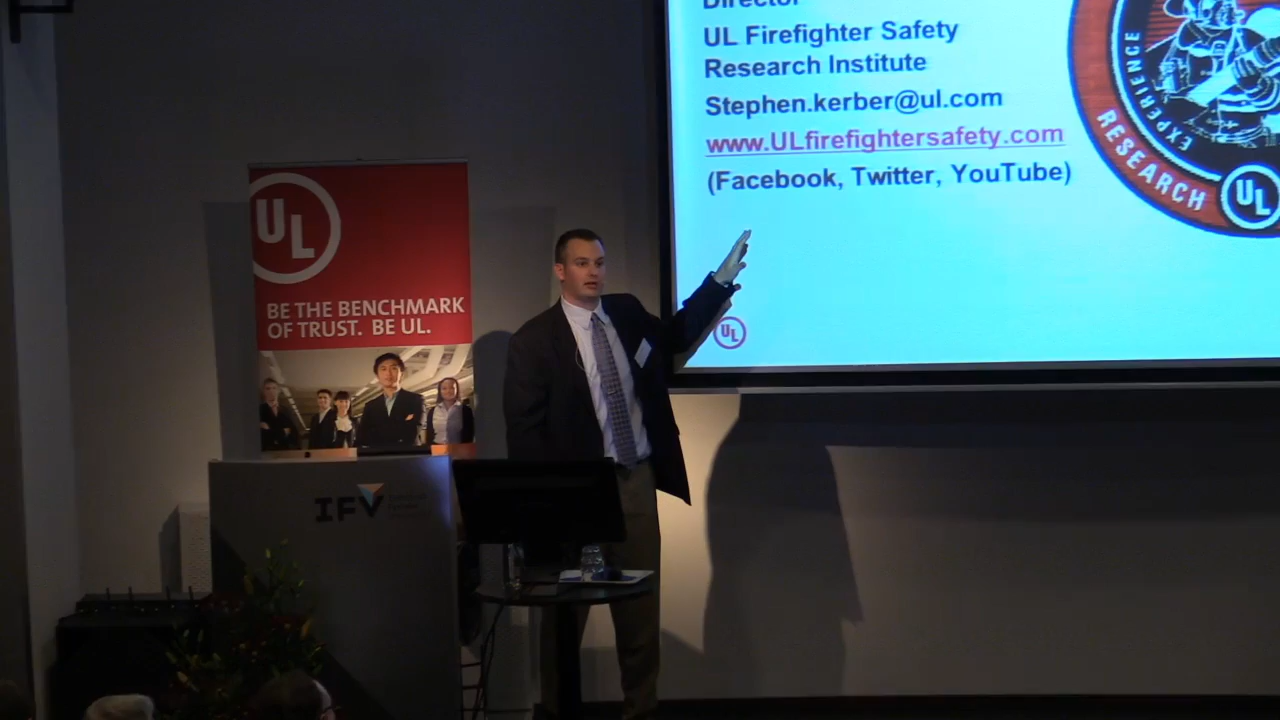 Director
UL Firefighter Safety
Research Institute
Stephen.kerber@ul.com
www.ULfirefightersafety.com
(Facebook, Twitter, YouTube)
EXPERIENCE
RESEARCH
UL
UL
UL
BE THE BENCHMARK
OF TRUST. BE UL.
IFV